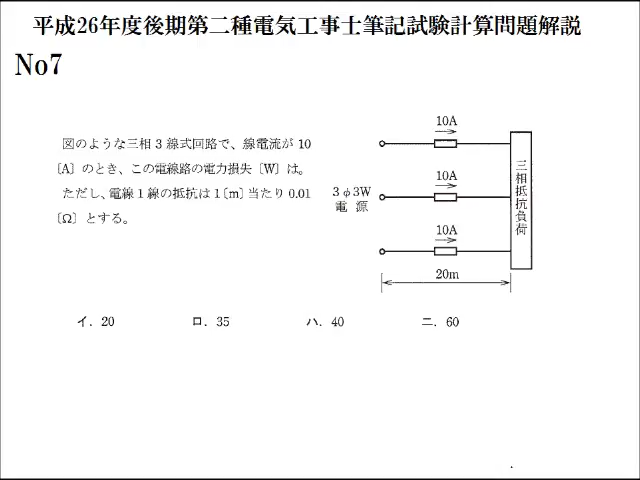 平成26年度後期第二種電気工事士筆記試験計算問題解説
No7
図のような三相3線式回路で、線電流が10
〔A〕のとき、この電線路の電力損失〔W〕は。
ただし、電線1線の抵抗は1〔m〕当たり0.01
〔Ω〕とする。
10A
10A
3φ3W
電 源
10A
三相抵抗負荷
20m
イ. 20
ロ. 35
ハ. 40
ニ. 60